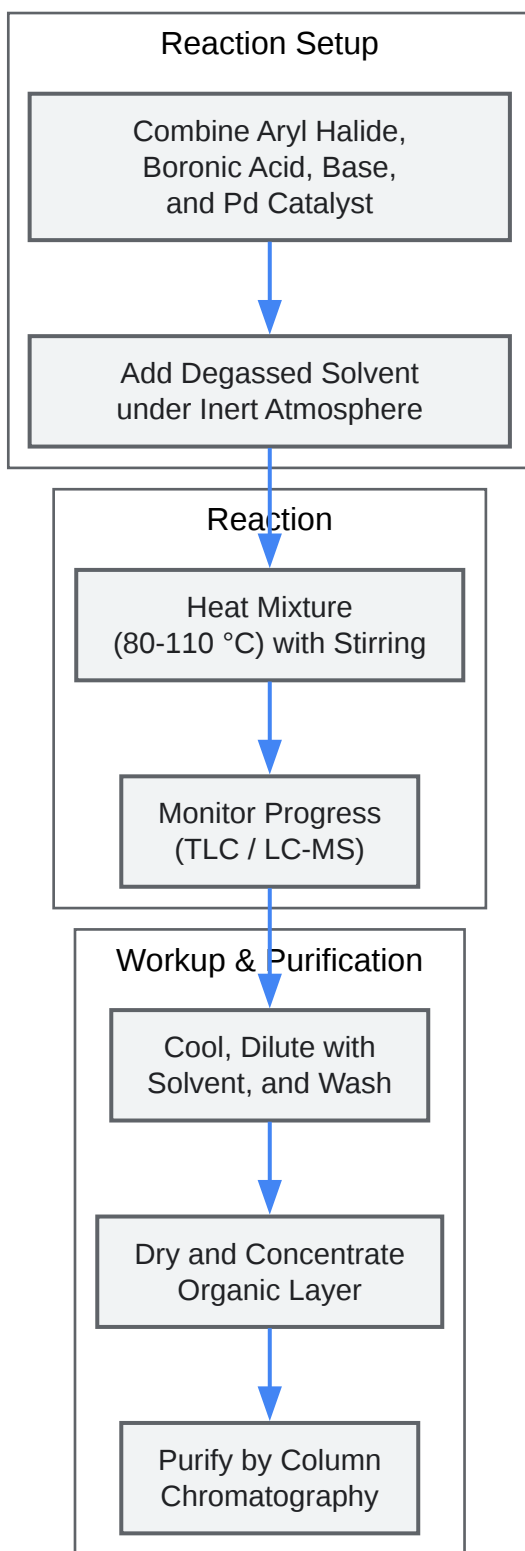 Reaction Setup
Combine Aryl Halide,
Boronic Acid, Base,
and Pd Catalyst
Add Degassed Solvent
under Inert Atmosphere
Reaction
Heat Mixture
(80-110 °C) with Stirring
Monitor Progress
(TLC / LC-MS)
Workup & Purification
Cool, Dilute with
Solvent, and Wash
Dry and Concentrate
Organic Layer
Purify by Column
Chromatography